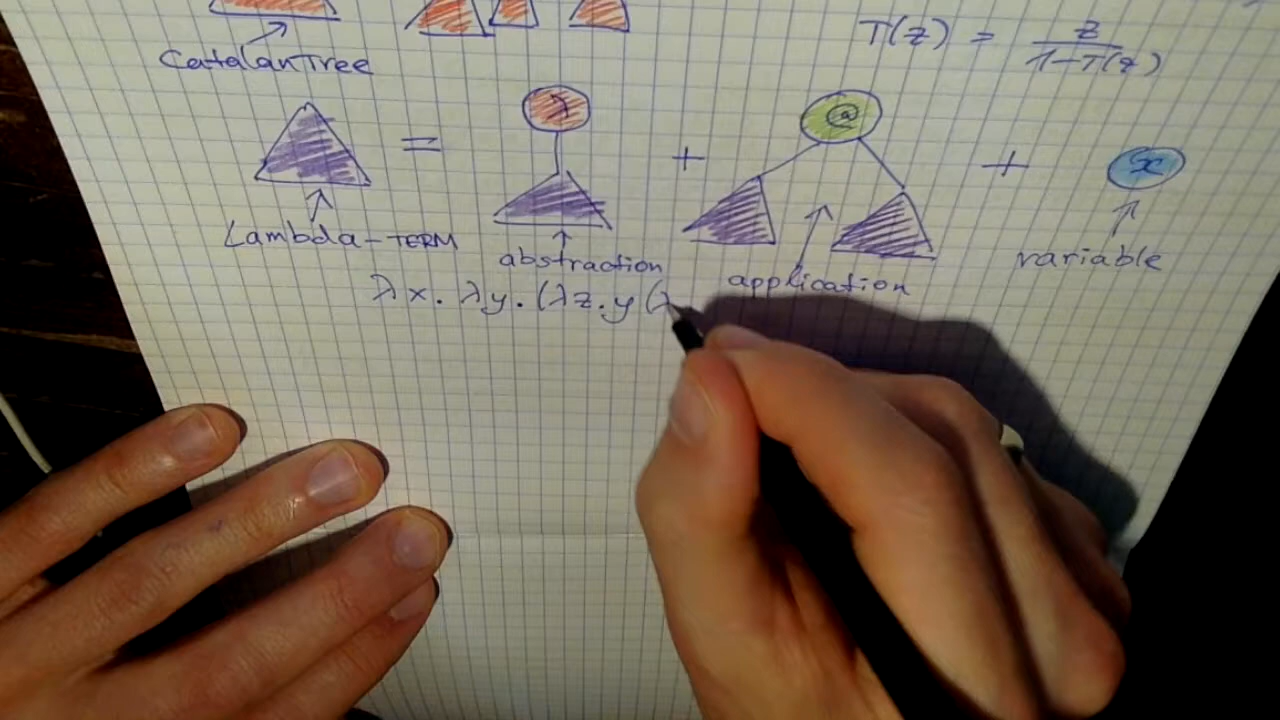 T(z) = z / 1-T(z)
CatalanTree
= λ + @ + x
Lambda-TERM
abstraction
application
variable
λx. λy. (λz. y (λ